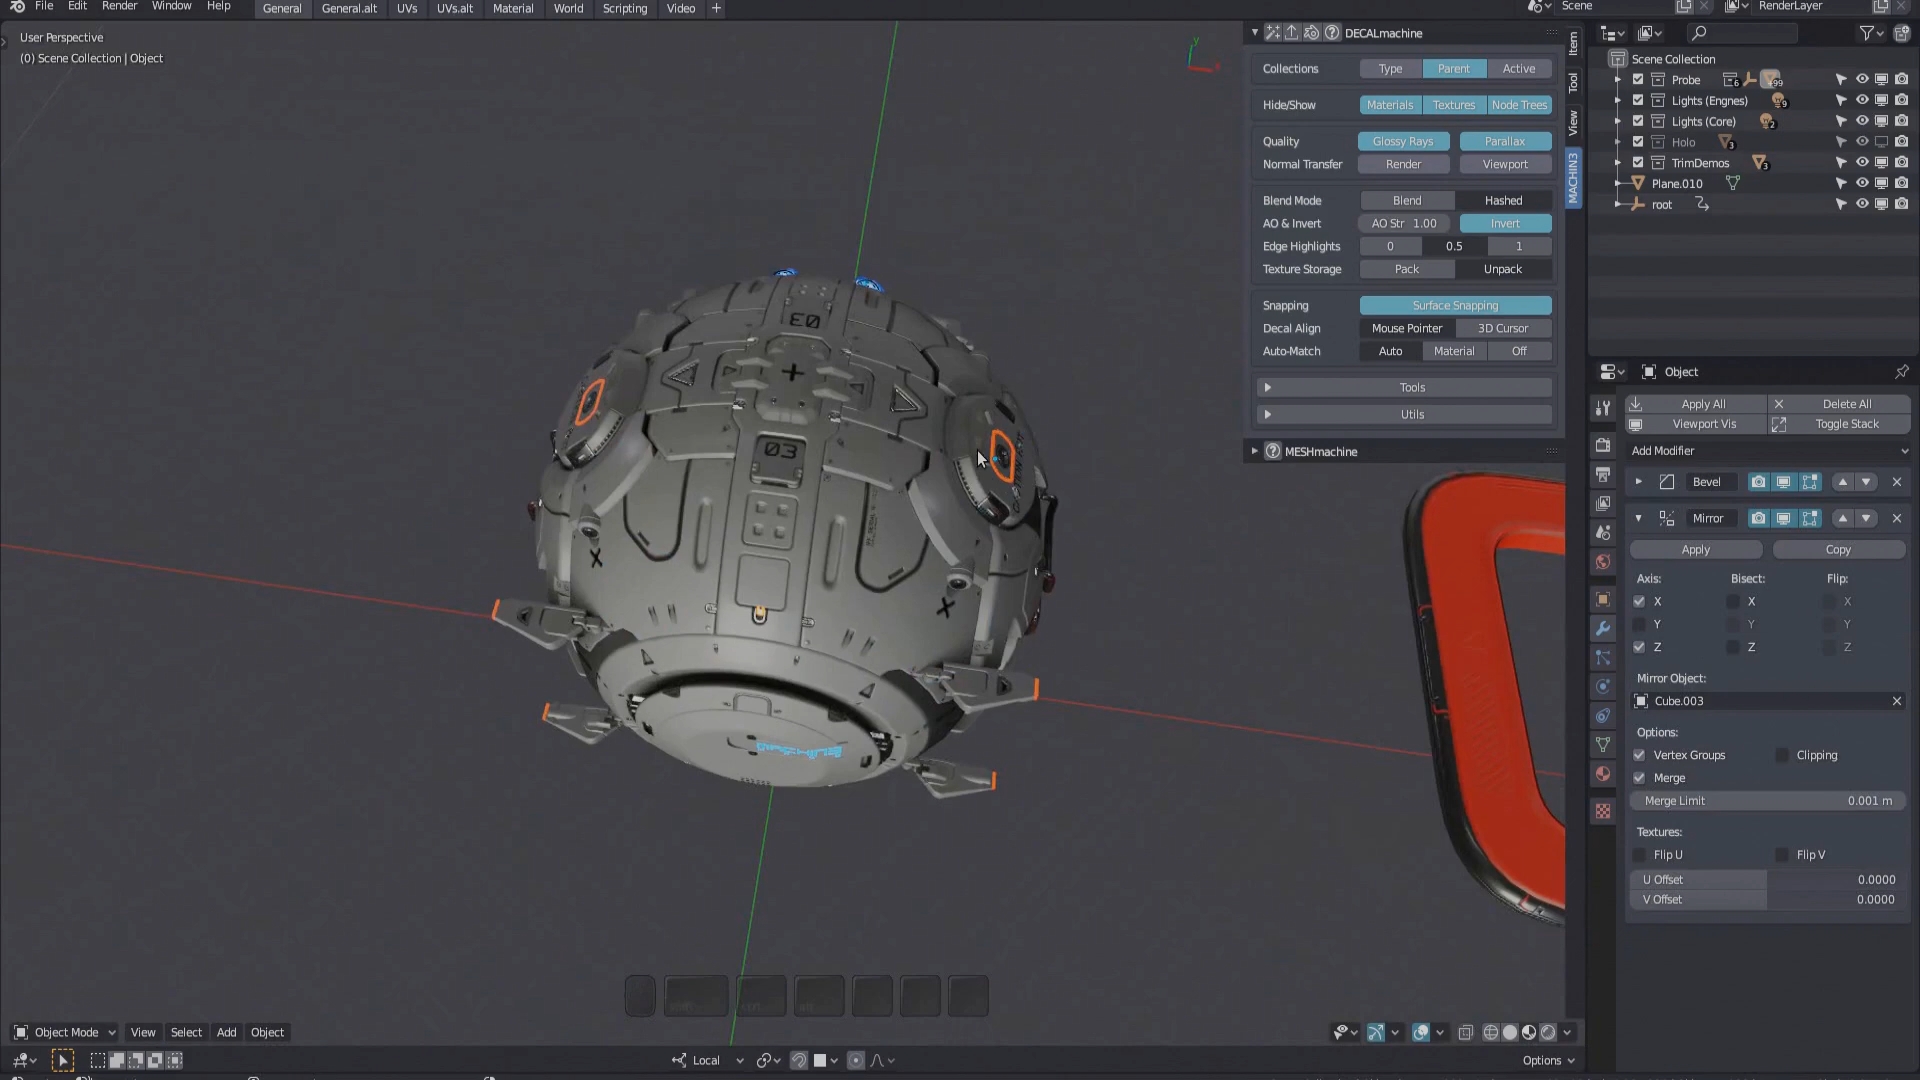 File Edit Render Window Help General General.alt UVs UVs.alt Material World Scripting Video + Scene RenderLayer
User Perspective
(0) Scene Collection | Object
DECALmachine
Collections Type Parent Active
Hide/Show Materials Textures Node Trees
Quality Glossy Rays Parallax
Normal Transfer Render Viewport
Blend Mode Blend Hashed
AO & Invert AO Str 1.00 Invert
Edge Highlights 0 0.5 1
Texture Storage Pack Unpack
Snapping Surface Snapping
Decal Align Mouse Pointer 3D Cursor
Auto-Match Auto Material Off
Tools
Utils
MESHmachine
Item
Tool
View
MACHIN3
Scene Collection
Probe 6 +99
Lights (Engnes) 9
Lights (Core) 2
Holo 3
TrimDemos 3
Plane.010
root
Object
Apply All Delete All
Viewport Vis Toggle Stack
Add Modifier
Bevel
Mirror
Apply Copy
Axis: Bisect: Flip:
X X X
Y Y Y
Z Z Z
Mirror Object:
Cube.003
Options:
Vertex Groups Clipping
Merge
Merge Limit 0.001 m
Textures:
Flip U Flip V
U Offset 0.0000
V Offset 0.0000
y
x
03
03
Object Mode View Select Add Object
Local Options